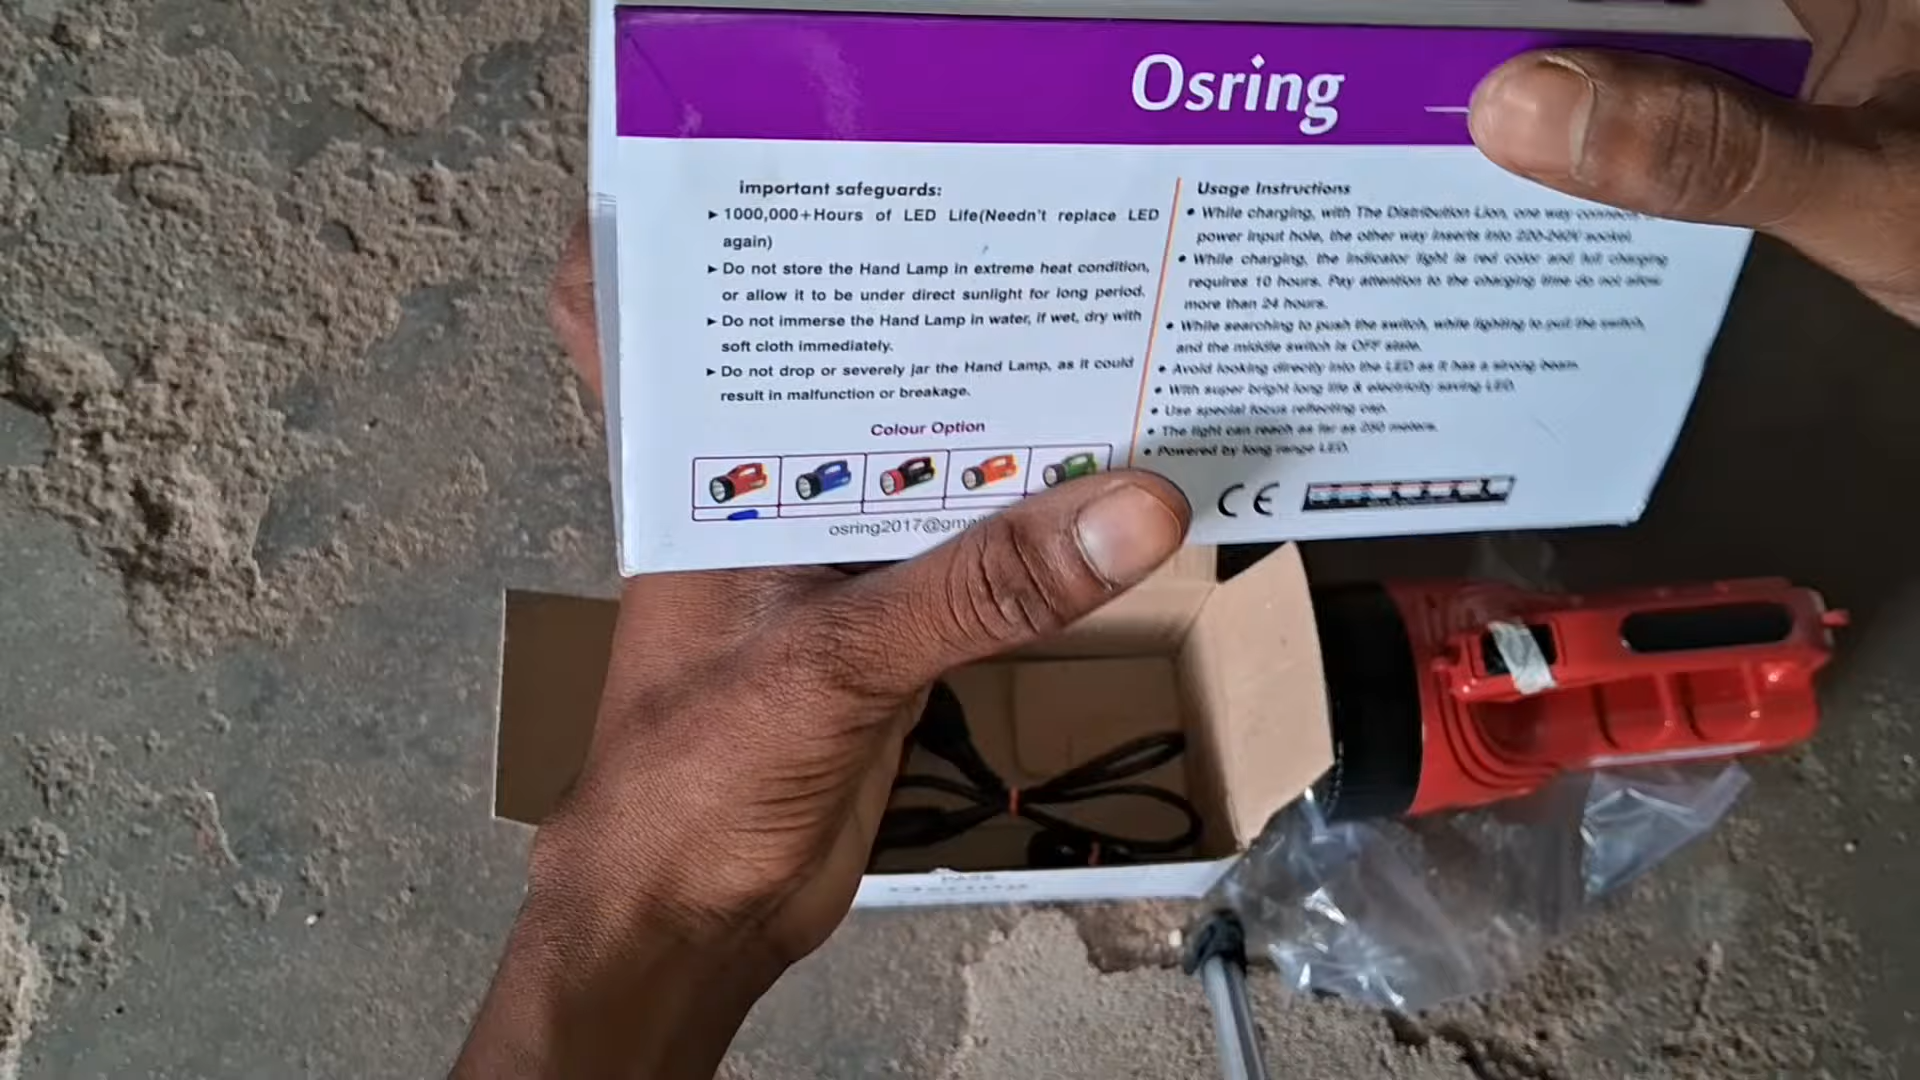 Osring
important safeguards:
► 1000,000+Hours of LED Life(Needn't replace LED
again)
► Do not store the Hand Lamp in extreme heat condition,
or allow it to be under direct sunlight for long period.
► Do not immerse the Hand Lamp in water, if wet, dry with
soft cloth immediately.
► Do not drop or severely jar the Hand Lamp, as it could
result in malfunction or breakage.
Colour Option
osring2017@gmai
Usage Instructions
• While charging, with The Distribution Lion, one way connect
power input hole, the other way inserts into 220-240V socket.
• While charging, the indicator light is red color and full charging
requires 10 hours. Pay attention to the charging time do not allow
more than 24 hours.
• While searching to push the switch, while lighting to pull the switch,
and the middle switch is OFF state.
• Avoid looking directly into the LED as it has a strong beam.
• With super bright long life & electricity saving LED.
• Use special focus reflecting cap.
• The light can reach as far as 250 meters.
• Powered by long range LED.
CE